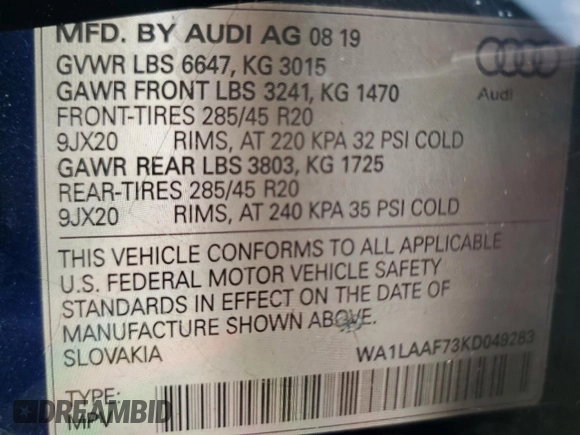 MFD. BY AUDI AG 08 19
GVWR LBS 6647, KG 3015
GAWR FRONT LBS 3241, KG 1470
FRONT-TIRES 285/45 R20
9JX20 RIMS, AT 220 KPA 32 PSI COLD
GAWR REAR LBS 3803, KG 1725
REAR-TIRES 285/45 R20
9JX20 RIMS, AT 240 KPA 35 PSI COLD
Audi
THIS VEHICLE CONFORMS TO ALL APPLICABLE
U.S. FEDERAL MOTOR VEHICLE SAFETY
STANDARDS IN EFFECT ON THE DATE OF
MANUFACTURE SHOWN ABOVE.
SLOVAKIA WA1LAAF73KD049283
TYPE:
MPV
DREAMBID